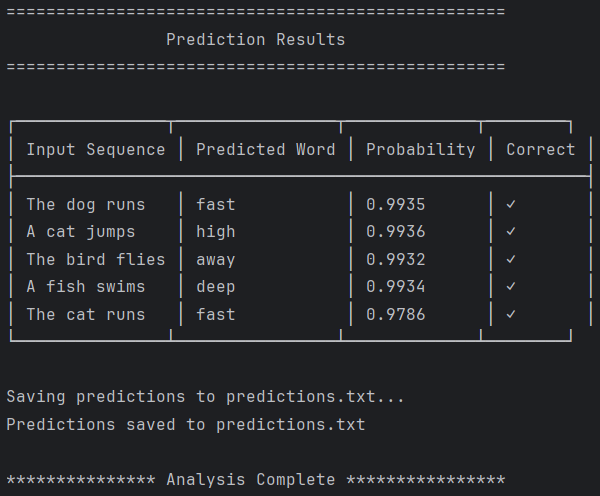 ==================================================
Prediction Results
==================================================
Input Sequence | Predicted Word | Probability | Correct
The dog runs | fast | 0.9935 | ✓
A cat jumps | high | 0.9936 | ✓
The bird flies | away | 0.9932 | ✓
A fish swims | deep | 0.9934 | ✓
The cat runs | fast | 0.9786 | ✓
Saving predictions to predictions.txt...
Predictions saved to predictions.txt
*************** Analysis Complete ****************